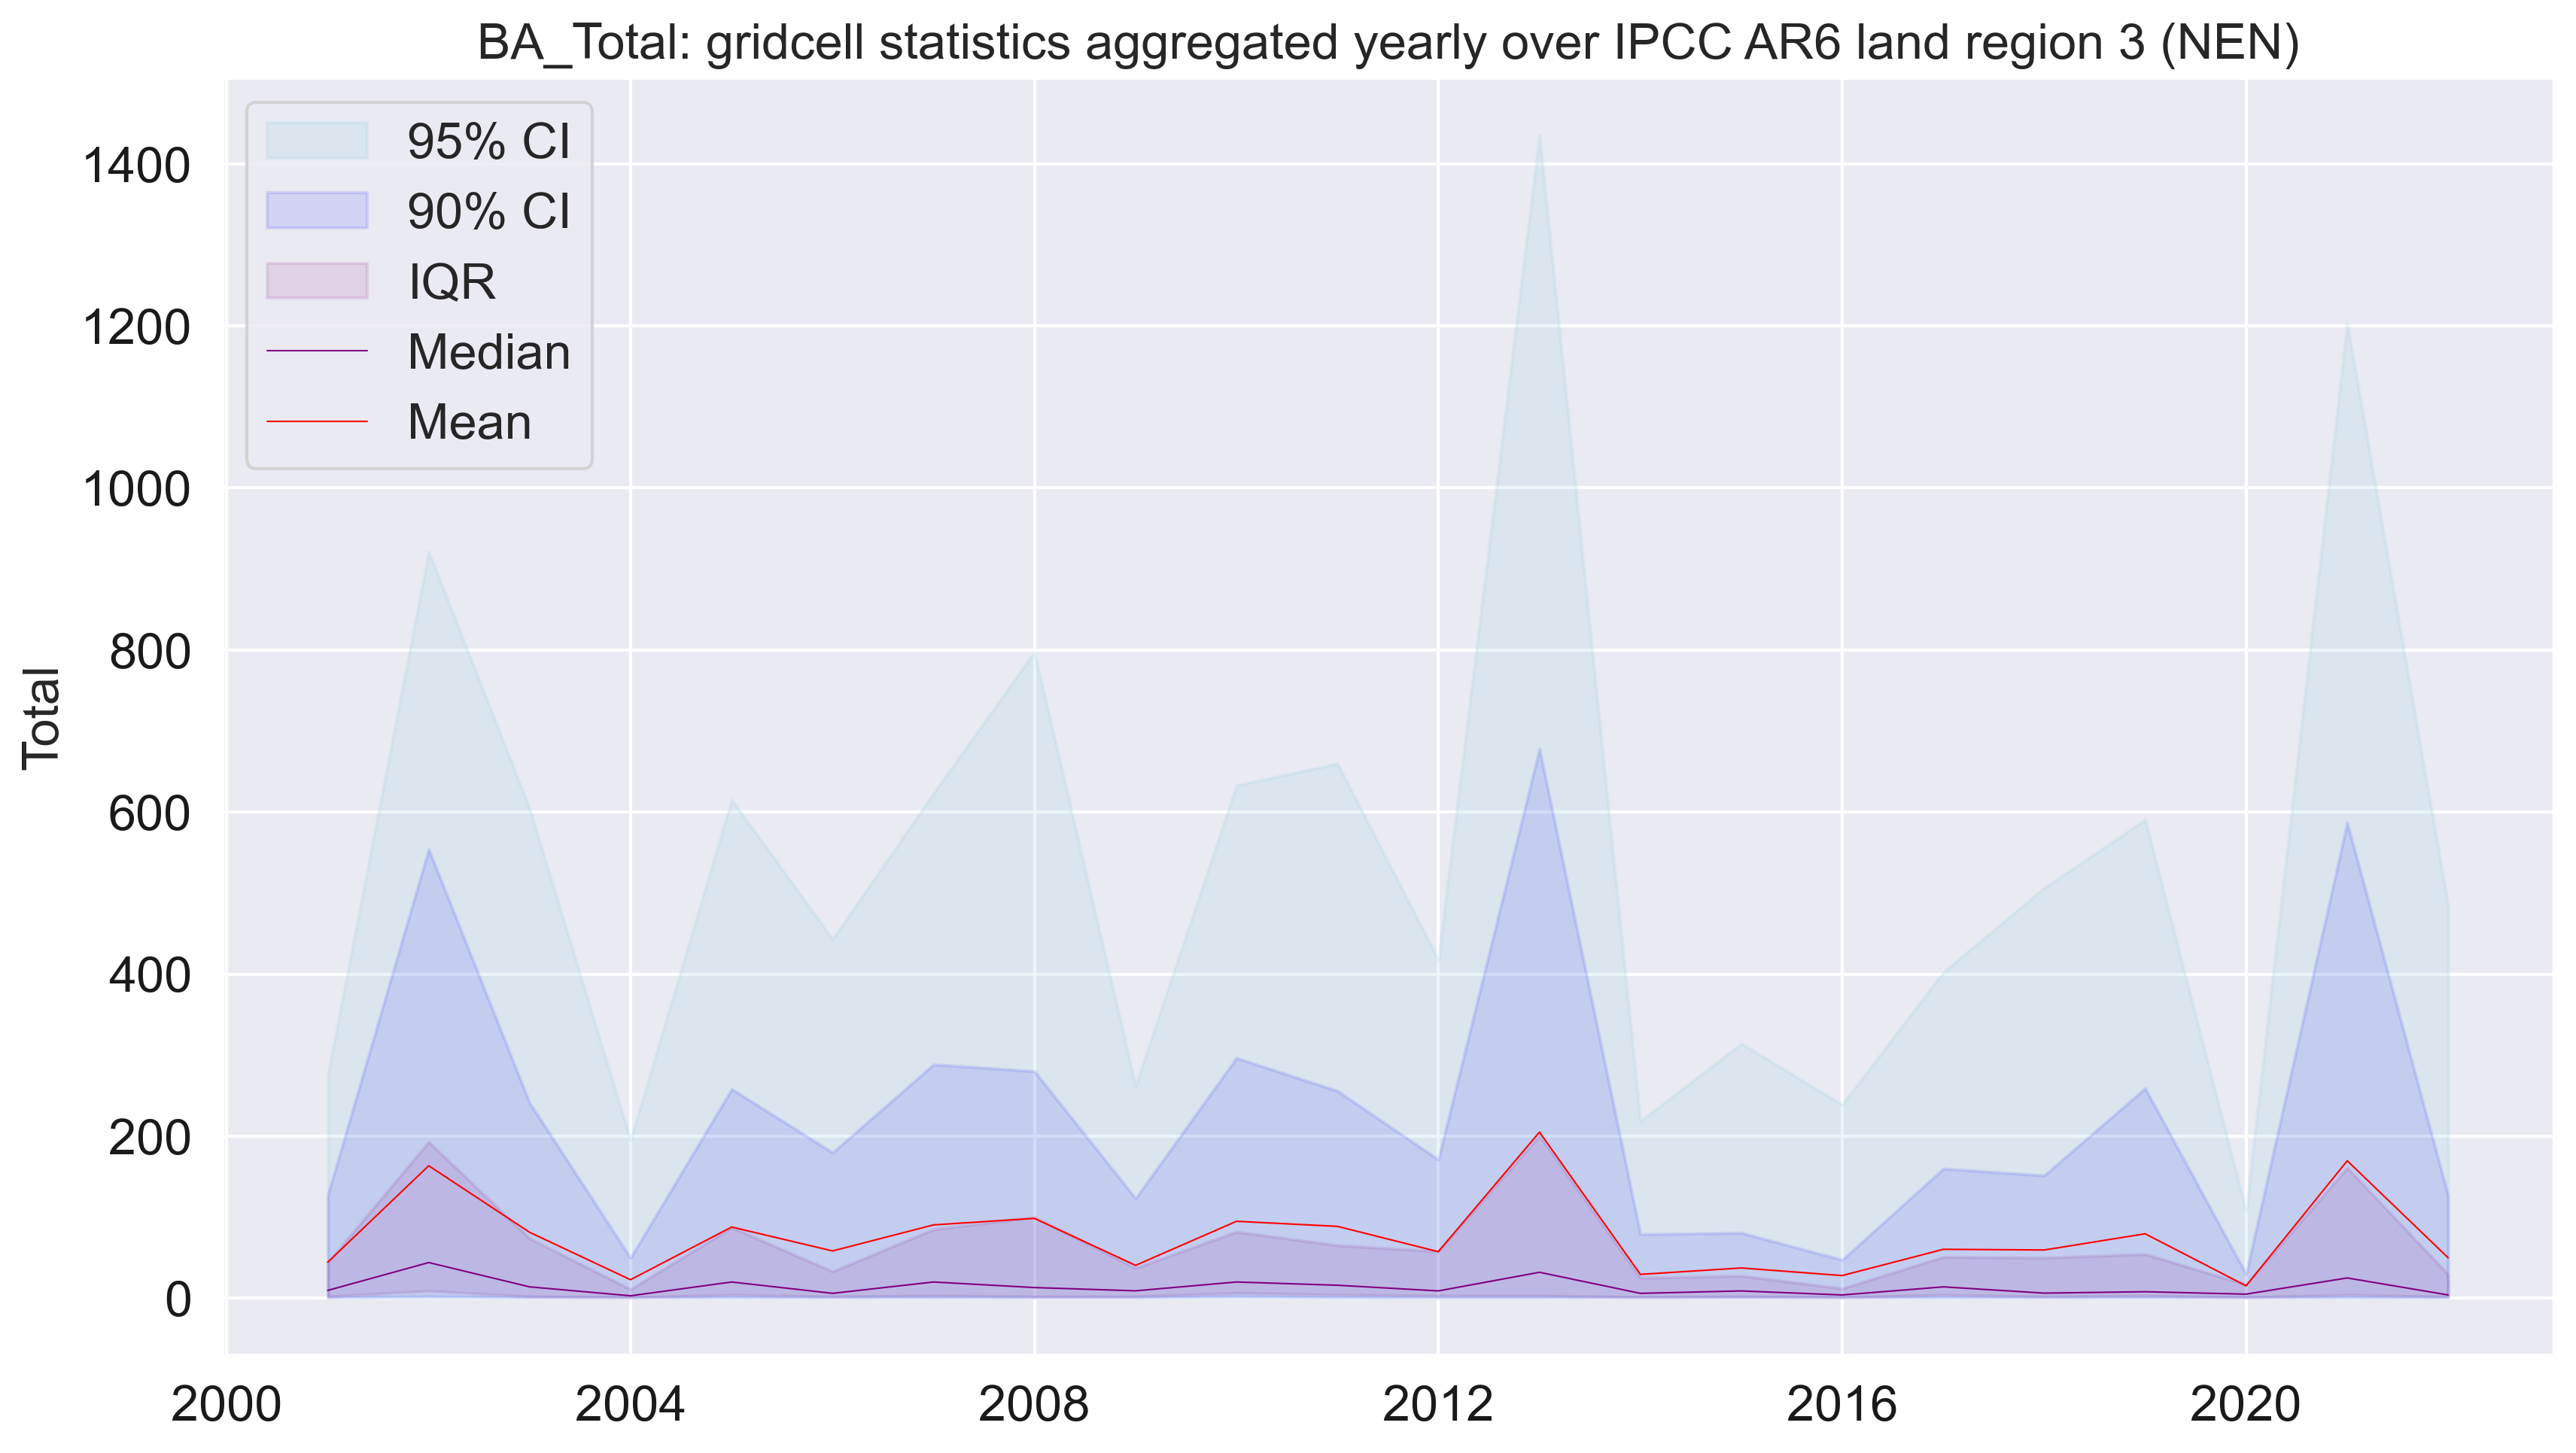 BA_Total: gridcell statistics aggregated yearly over IPCC AR6 land region 3 (NEN)
95% CI
90% CI
IQR
Median
Mean
Total
1400
1200
1000
800
600
400
200
0
2000 2004 2008 2012 2016 2020